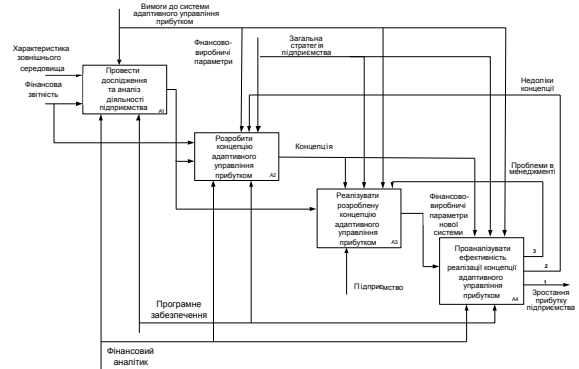 Вимоги до системи
адаптивного управління
прибутком
Загальна
стратегія
підприємства
Фнансово-
виробничі
параметри
Характеристика
зовнішнього
середовища
Фінансова
звітність
Провести
дослідження
та аналіз
діяльності
підприємства
A1
Недоліки
концепції
Розробити
концепцію
адаптивного
управління
прибутком
A2
Концепція
Проблеми в
менеджменті
Реалізувати
розроблену
концепцію
адаптивного
управління
прибутком
A3
Фінансово-
виробничі
параметри
нової
системи
Проаналізувати
ефективність
реалізації концепції
адаптивного
управління
прибутком
A4
3
2
1
Зростання
прибутку
підприємства
Підприємство
Програмне
забезпечення
Фінансовий
аналітик